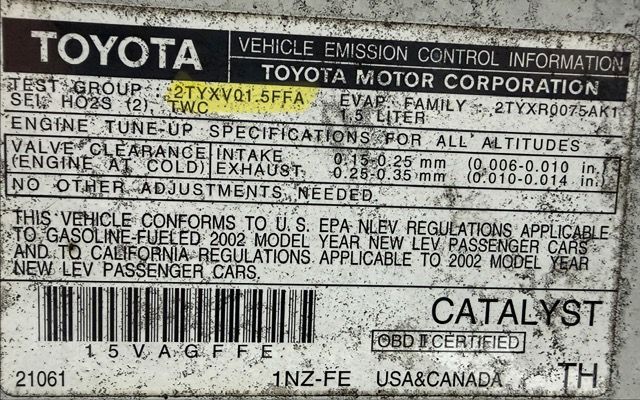 TOYOTA
VEHICLE EMISSION CONTROL INFORMATION
TOYOTA MOTOR CORPORATION
TEST GROUP : 2TYXV01.5FFA EVAP FAMILY : 2TYXR0075AK1
SFI, HO2S (2), TWC 1.5 LITER
ENGINE TUNE-UP SPECIFICATIONS FOR ALL ALTITUDES
VALVE CLEARANCE INTAKE 0.15-0.25 mm (0.006-0.010 in.)
(ENGINE AT COLD) EXHAUST 0.25-0.35 mm (0.010-0.014 in.)
NO OTHER ADJUSTMENTS NEEDED.
THIS VEHICLE CONFORMS TO U.S. EPA NLEV REGULATIONS APPLICABLE
TO GASOLINE-FUELED 2002 MODEL YEAR NEW LEV PASSENGER CARS
AND TO CALIFORNIA REGULATIONS APPLICABLE TO 2002 MODEL YEAR
NEW LEV PASSENGER CARS.
CATALYST
OBD II CERTIFIED
15VAGFFE
21061 1NZ-FE USA&CANADA TH